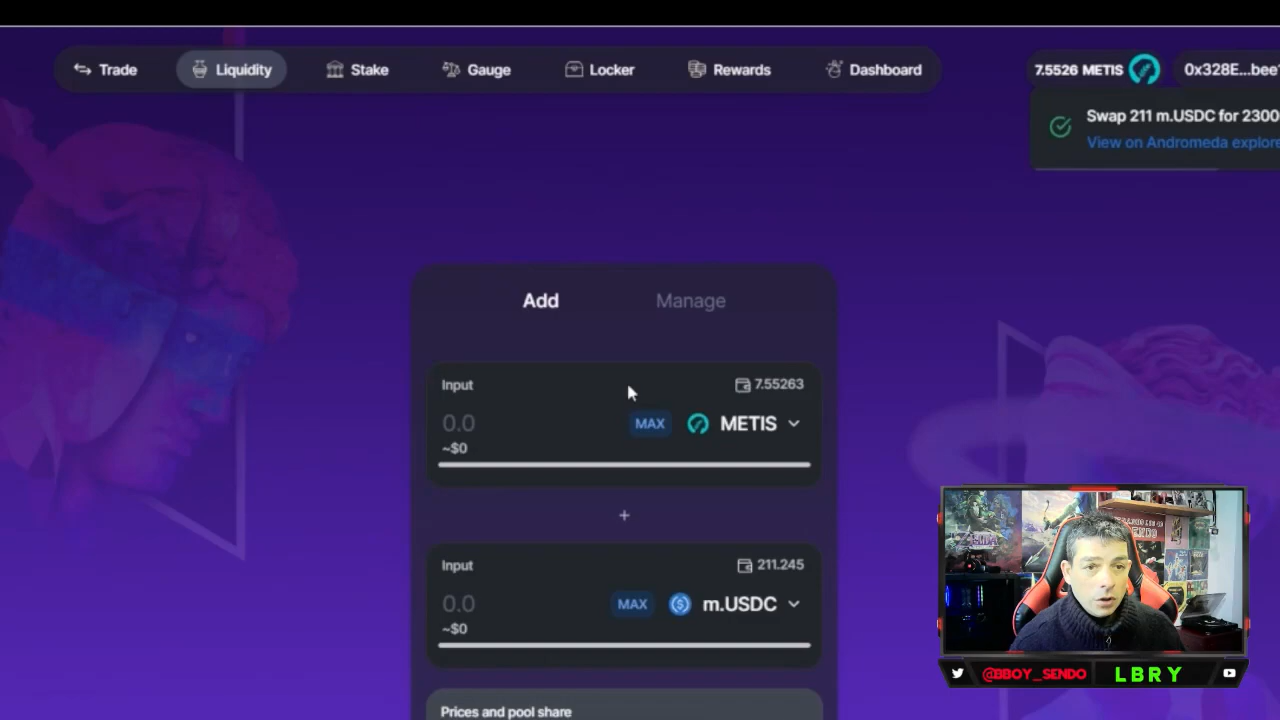 Trade Liquidity Stake Gauge Locker Rewards Dashboard 7.5526 METIS 0x328E...bee
Swap 211 m.USDC for 2300
View on Andromeda explore
Add Manage
Input 7.55263
0.0 MAX METIS
~$0
+
Input 211.245
0.0 MAX m.USDC
~$0
Prices and pool share
@BBOY_SENDO LBRY